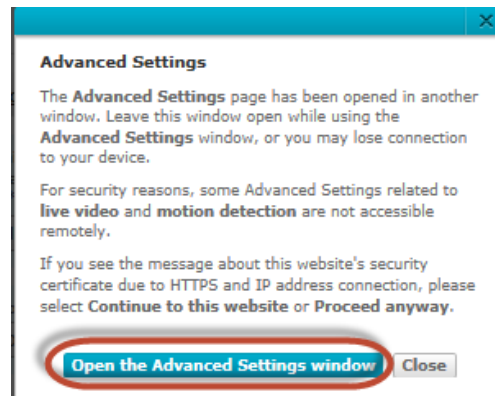 Advanced Settings
The Advanced Settings page has been opened in another
window. Leave this window open while using the
Advanced Settings window, or you may lose connection
to your device.
For security reasons, some Advanced Settings related to
live video and motion detection are not accessible
remotely.
If you see the message about this website's security
certificate due to HTTPS and IP address connection, please
select Continue to this website or Proceed anyway.
Open the Advanced Settings window Close